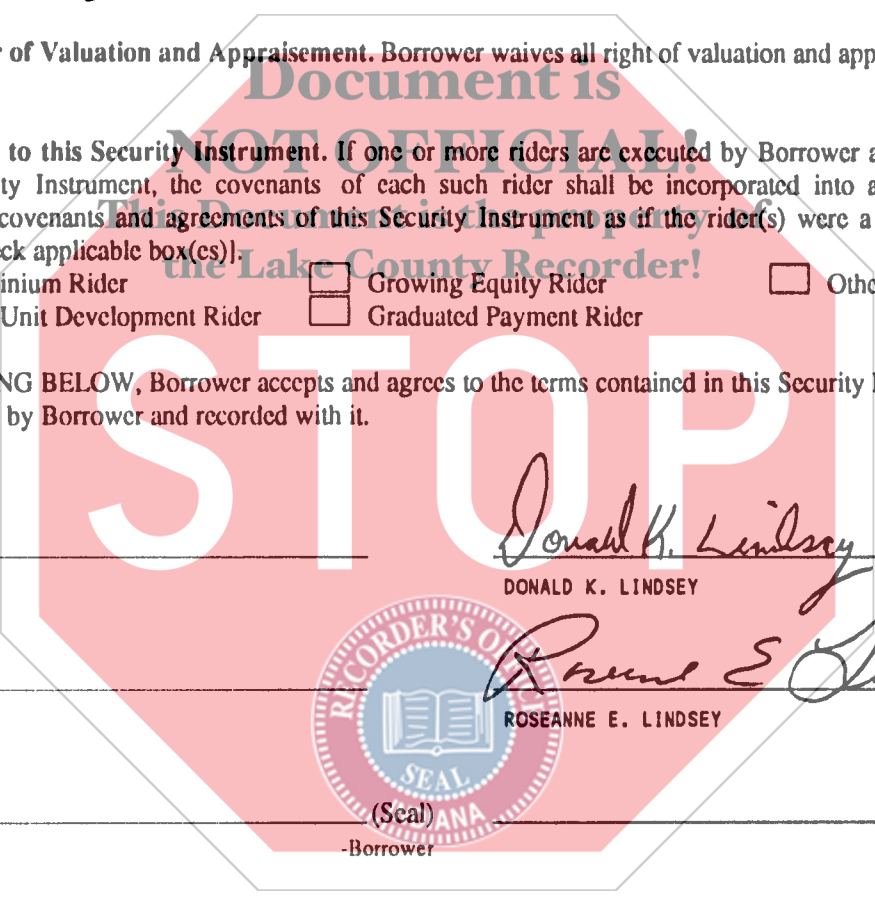 r of Valuation and Appraisement. Borrower waives all right of valuation and app
Document is
NOT OFFICIAL!
to this Security Instrument. If one or more riders are executed by Borrower a
ty Instrument, the covenants of each such rider shall be incorporated into a
covenants and agreements of this Security Instrument as if the rider(s) were a
This Document is the property of
ck applicable box(es)].
the Lake County Recorder!
inium Rider Growing Equity Rider Othe
Unit Development Rider Graduated Payment Rider
STOP
NG BELOW, Borrower accepts and agrees to the terms contained in this Security I
by Borrower and recorded with it.
Donald K. Lindsey
DONALD K. LINDSEY
Roseanne E
ROSEANNE E. LINDSEY
RECORDER'S OFFICE
SEAL
INDIANA
(Seal)
-Borrower